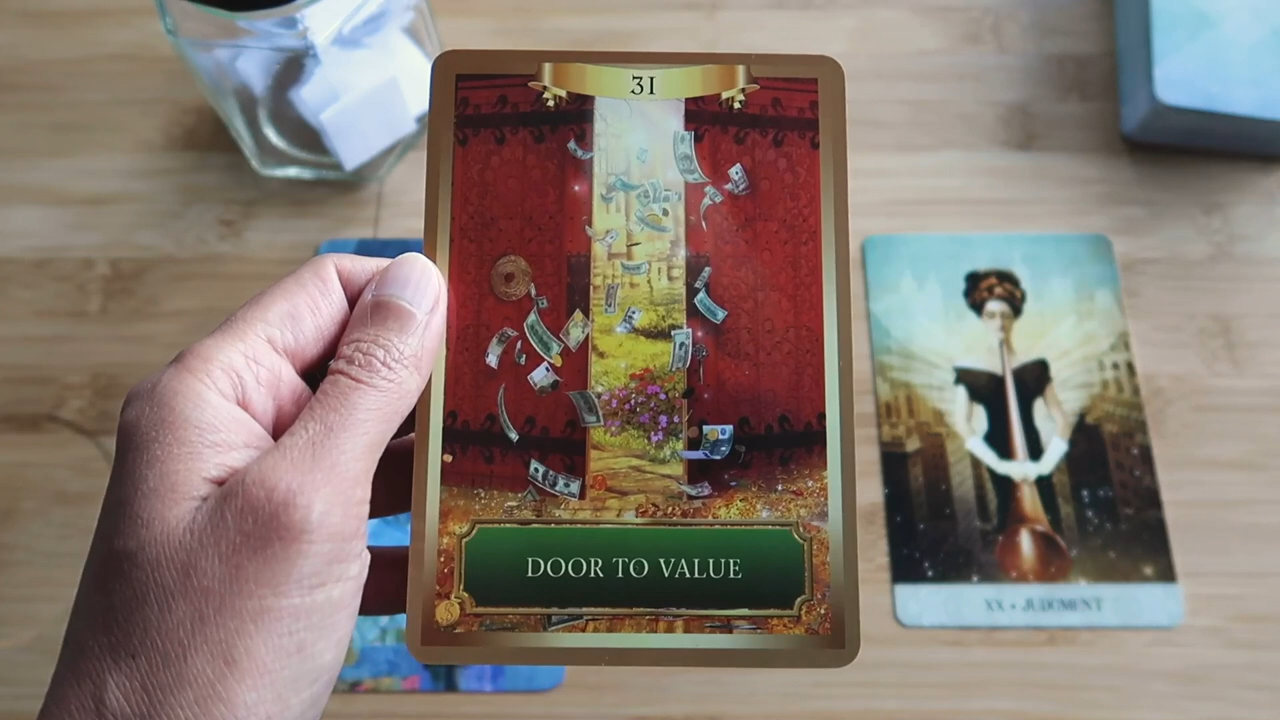 31
DOOR TO VALUE
XX • JUDGMENT